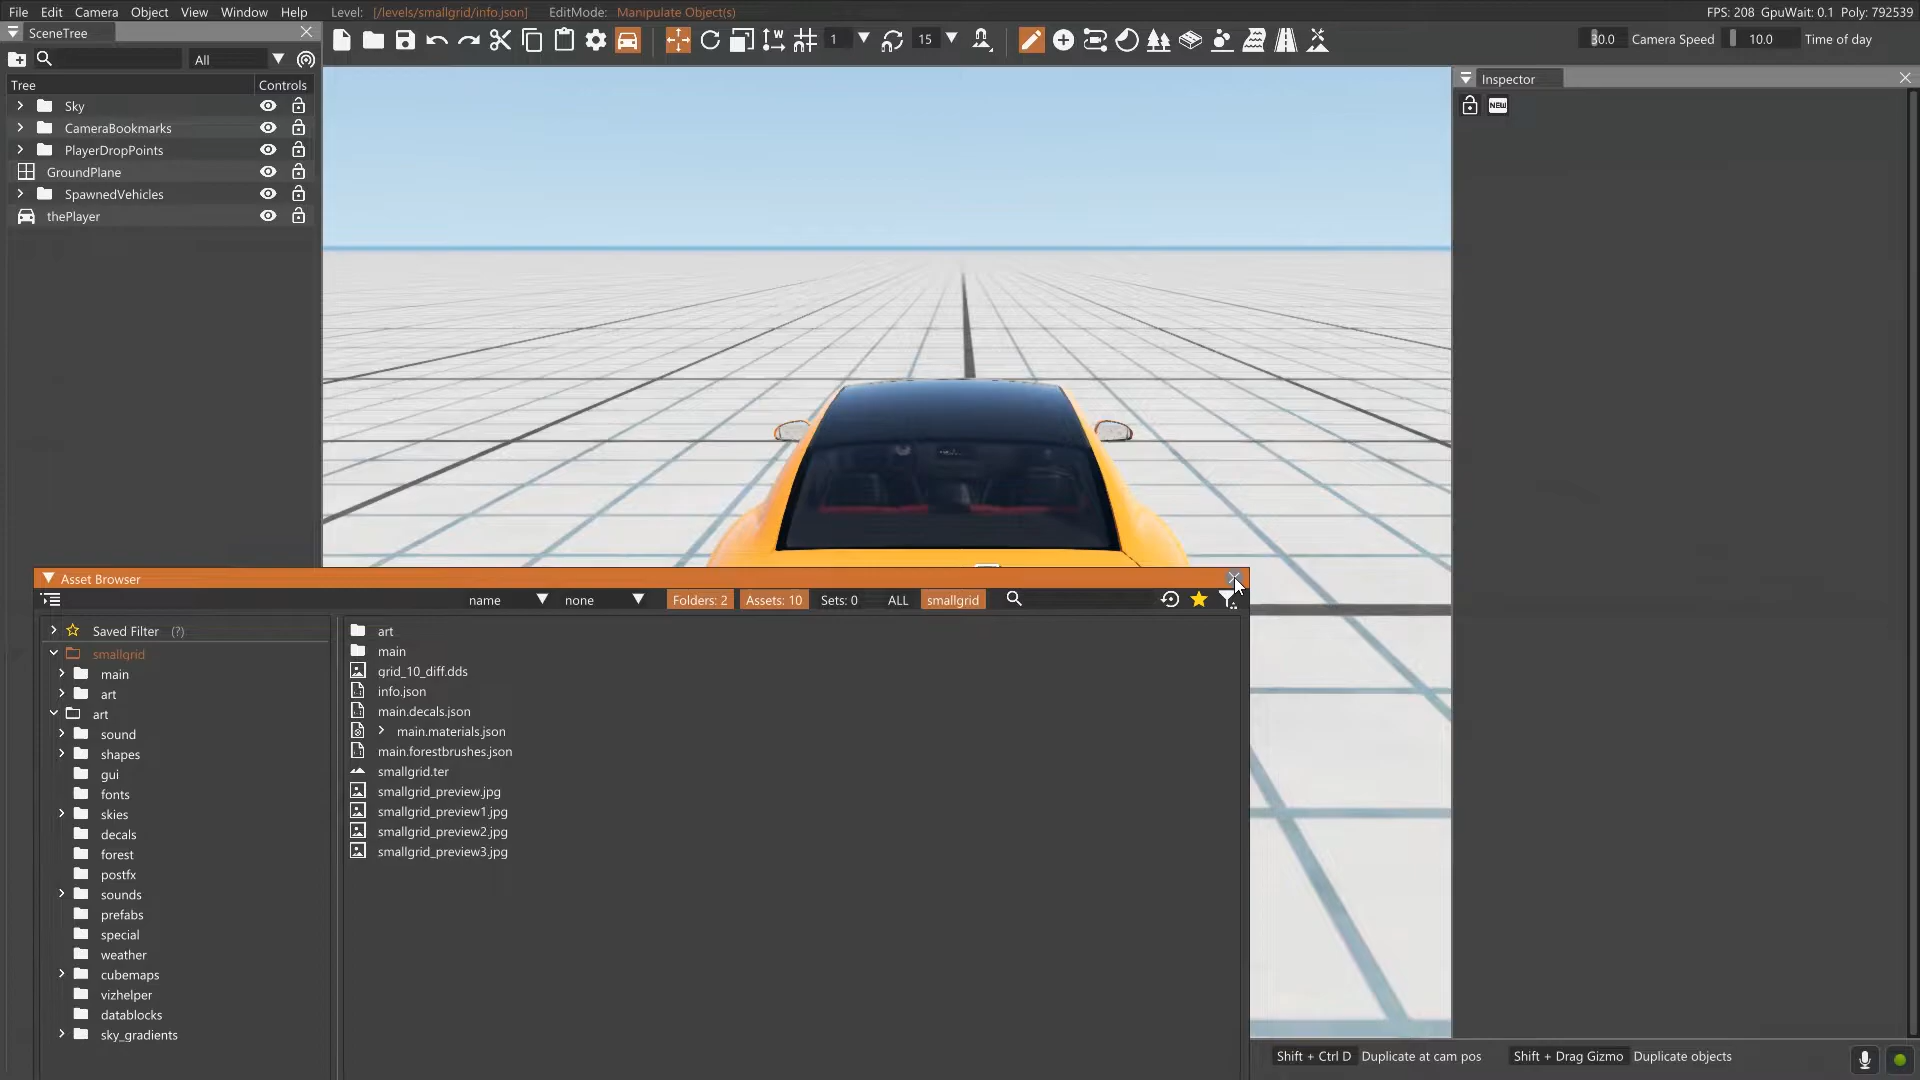 File Edit Camera Object View Window Help Level: [/levels/smallgrid/info.json] EditMode: Manipulate Object(s) FPS: 208 GpuWait: 0.1 Poly: 792539
SceneTree
1 15 30.0 Camera Speed 10.0 Time of day
All
Tree Controls
Sky
CameraBookmarks
PlayerDropPoints
GroundPlane
SpawnedVehicles
thePlayer
Inspector
NEW
Asset Browser
name none Folders: 2 Assets: 10 Sets: 0 ALL smallgrid
Saved Filter (?)
smallgrid
main
art
art
sound
shapes
gui
fonts
skies
decals
forest
postfx
sounds
prefabs
special
weather
cubemaps
vizhelper
datablocks
sky_gradients
art
main
grid_10_diff.dds
info.json
main.decals.json
main.materials.json
main.forestbrushes.json
smallgrid.ter
smallgrid_preview.jpg
smallgrid_preview1.jpg
smallgrid_preview2.jpg
smallgrid_preview3.jpg
Shift + Ctrl D Duplicate at cam pos Shift + Drag Gizmo Duplicate objects